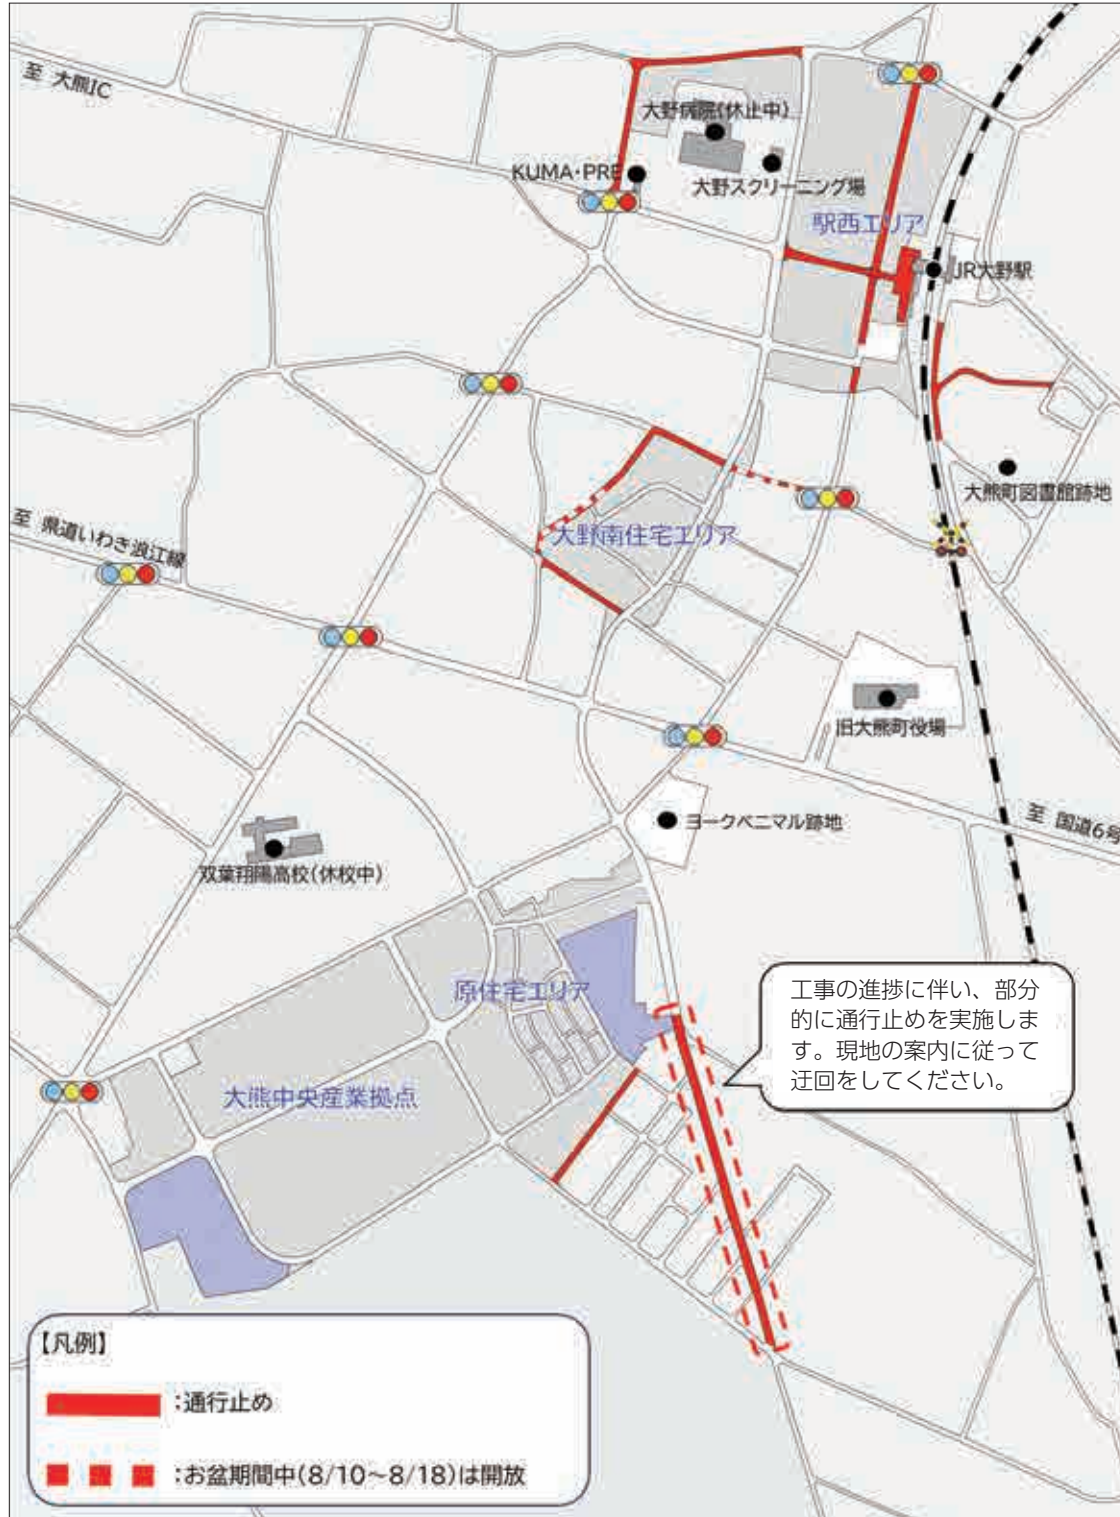 至 大熊IC
大野病院(休止中)
KUMA・PRE
大野スクリーニング場
駅西エリア
JR大野駅
大熊町図書館跡地
至 県道いわき浪江線
大野南住宅エリア
旧大熊町役場
ヨークベニマル跡地
至 国道6号
双葉翔陽高校(休校中)
原住宅エリア
工事の進捗に伴い、部分
的に通行止めを実施しま
す。現地の案内に従って
迂回をしてください。
大熊中央産業拠点
【凡例】
:通行止め
:お盆期間中(8/10~8/18)は開放